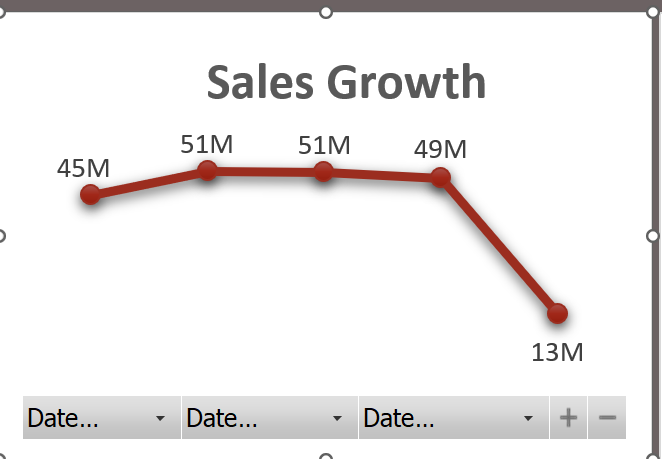 Sales Growth
45M 51M 51M 49M
13M
Date... Date... Date... + −